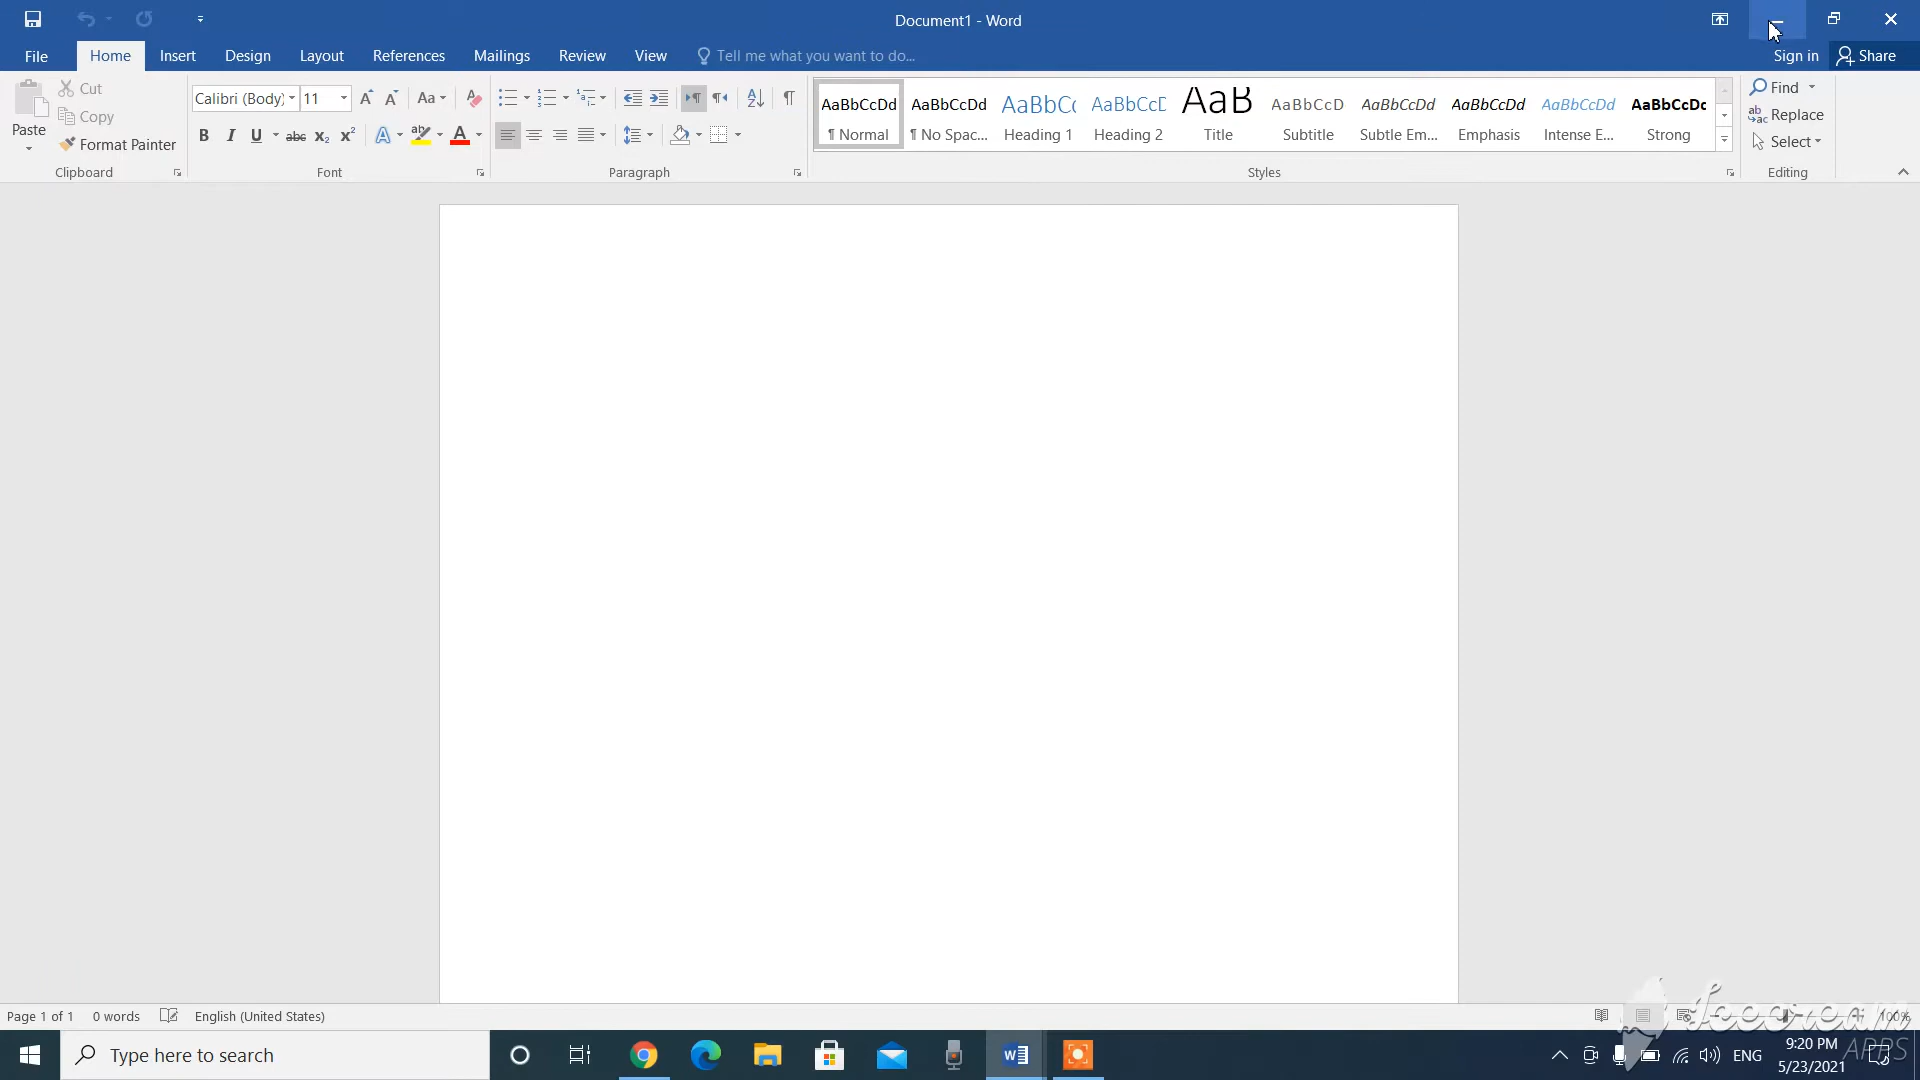 Document1 - Word
File Home Insert Design Layout References Mailings Review View Tell me what you want to do... Sign in Share
Paste
Cut
Copy
Format Painter
Clipboard
Calibri (Body) 11
Font
Paragraph
AaBbCcDd AaBbCcDd AaBbCc AaBbCcD AaB AaBbCcD AaBbCcDd AaBbCcDd AaBbCcDd AaBbCcDc
¶ Normal ¶ No Spac... Heading 1 Heading 2 Title Subtitle Subtle Em... Emphasis Intense E... Strong
Styles
Find
Replace
Select
Editing
Page 1 of 1 0 words English (United States) 100%
Icecream
APPS
Type here to search
ENG
9:20 PM
5/23/2021